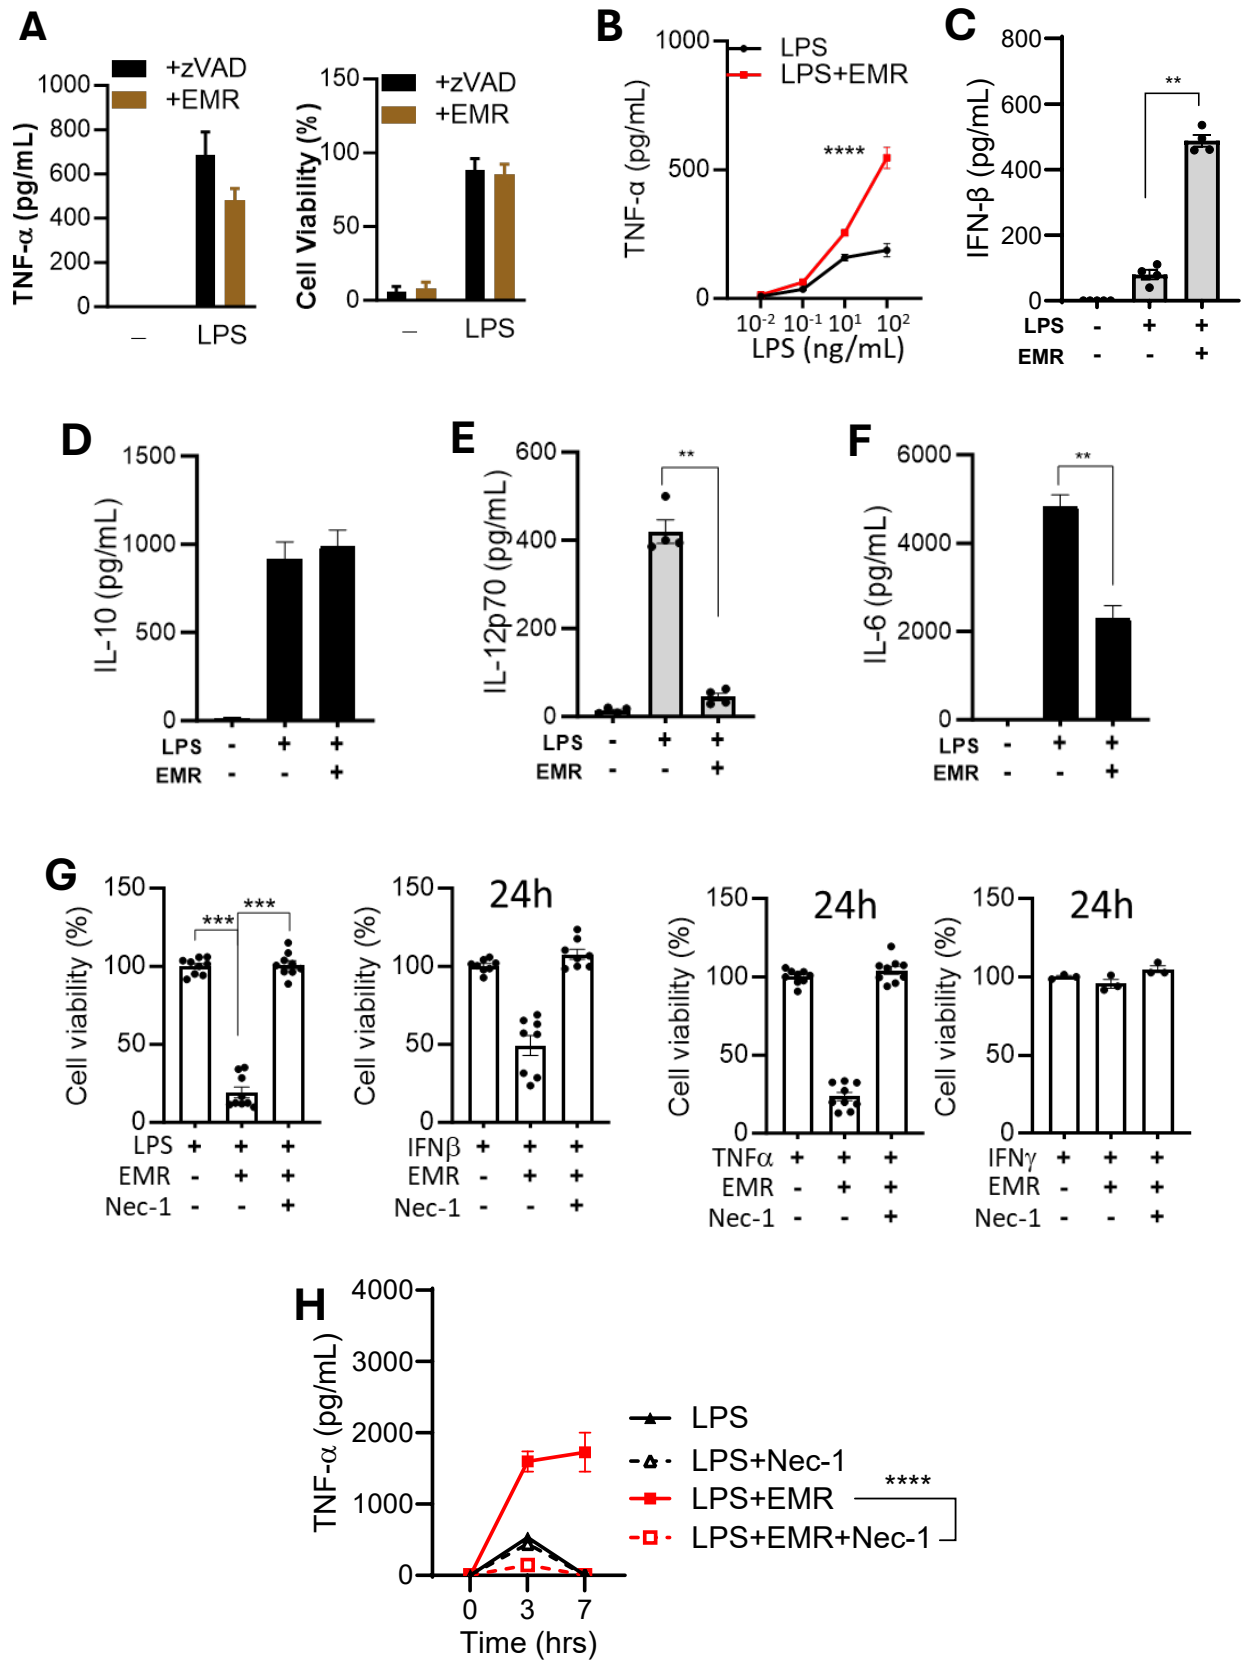 A
TNF-α (pg/mL)
1000
800
600
400
200
0
+zVAD
+EMR
– LPS
Cell Viability (%)
150
100
50
0
+zVAD
+EMR
– LPS
B
TNF-α (pg/mL)
1000
500
0
LPS
LPS+EMR
****
10-2 10-1 101 102
LPS (ng/mL)
C
IFN-β (pg/mL)
800
600
400
200
0
**
LPS - + +
EMR - - +
D
IL-10 (pg/mL)
1500
1000
500
0
LPS - + +
EMR - - +
E
IL-12p70 (pg/mL)
600
400
200
0
**
LPS - + +
EMR - - +
F
IL-6 (pg/mL)
6000
4000
2000
0
**
LPS - + +
EMR - - +
G
Cell viability (%)
150
100
50
0
*** ***
LPS + + +
EMR - + +
Nec-1 - - +
24h
Cell viability (%)
150
100
50
0
IFNβ + + +
EMR - + +
Nec-1 - - +
24h
Cell viability (%)
150
100
50
0
TNFα + + +
EMR - + +
Nec-1 - - +
24h
Cell viability (%)
150
100
50
0
IFNγ + + +
EMR - + +
Nec-1 - - +
H
TNF-α (pg/mL)
4000
3000
2000
1000
0
0 3 7
Time (hrs)
LPS
LPS+Nec-1
LPS+EMR
LPS+EMR+Nec-1
****